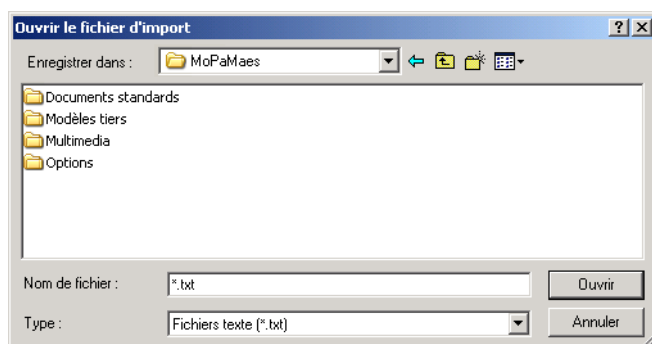 Ouvrir le fichier d'import
Enregistrer dans :
MoPaMaes
Documents standards
Modèles tiers
Multimedia
Options
Nom de fichier :
*.txt
Ouvrir
Type :
Fichiers texte (*.txt)
Annuler